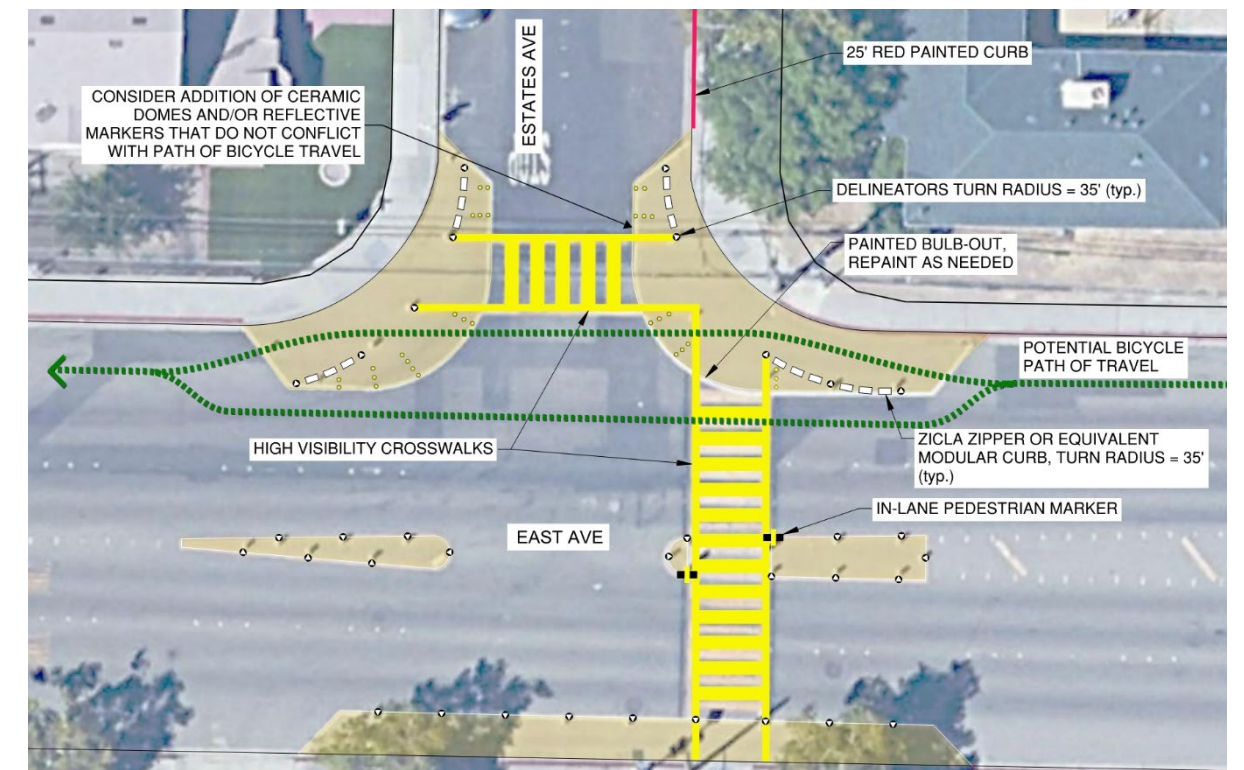 ESTATES AVE
25' RED PAINTED CURB
CONSIDER ADDITION OF CERAMIC
DOMES AND/OR REFLECTIVE
MARKERS THAT DO NOT CONFLICT
WITH PATH OF BICYCLE TRAVEL
DELINEATORS TURN RADIUS = 35' (typ.)
PAINTED BULB-OUT,
REPAINT AS NEEDED
POTENTIAL BICYCLE
PATH OF TRAVEL
HIGH VISIBILITY CROSSWALKS
ZICLA ZIPPER OR EQUIVALENT
MODULAR CURB, TURN RADIUS = 35'
(typ.)
IN-LANE PEDESTRIAN MARKER
EAST AVE